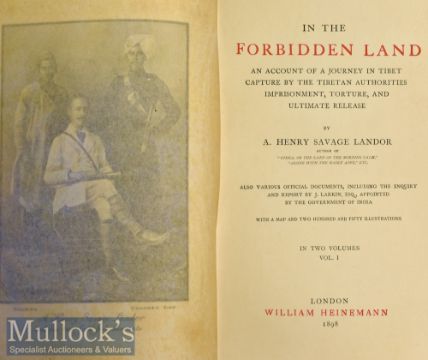 IN THE
FORBIDDEN LAND
AN ACCOUNT OF A JOURNEY IN TIBET
CAPTURE BY THE TIBETAN AUTHORITIES
IMPRISONMENT, TORTURE, AND
ULTIMATE RELEASE
BY
A. HENRY SAVAGE LANDOR
AUTHOR OF
"COREA OR THE LAND OF THE MORNING CALM,"
"ALONE WITH THE HAIRY AINU," ETC.
ALSO VARIOUS OFFICIAL DOCUMENTS, INCLUDING THE ENQUIRY
AND REPORT BY J. LARKIN, ESQ., APPOINTED
BY THE GOVERNMENT OF INDIA
WITH A MAP AND TWO HUNDRED AND FIFTY ILLUSTRATIONS
IN TWO VOLUMES
VOL. I
LONDON
WILLIAM HEINEMANN
1898
Mullock's
Specialist Auctioneers & Valuers